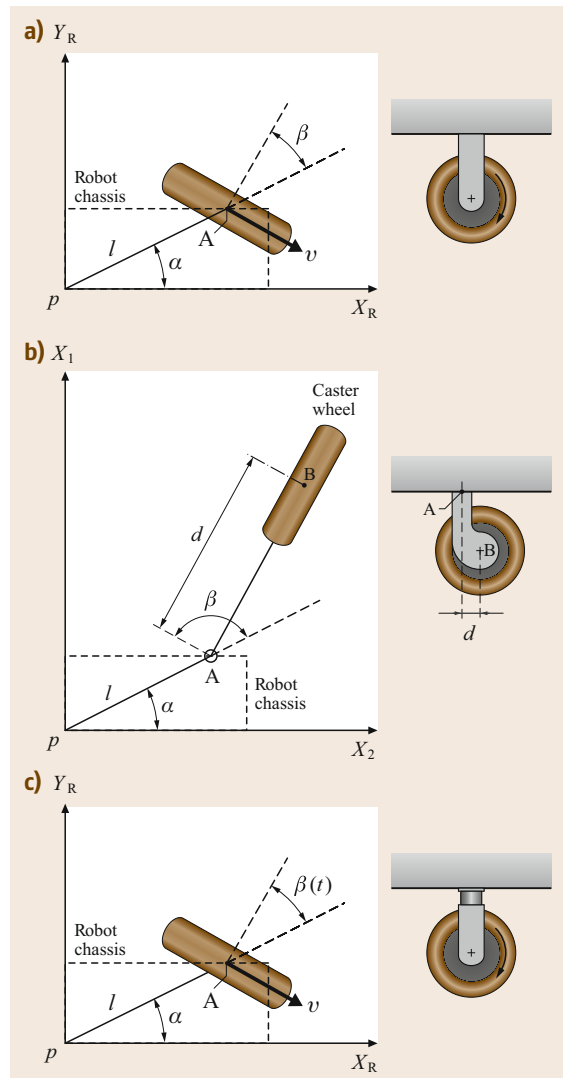 a) Y_R
β
Robot
chassis
A
v
l
α
p
X_R
b) X_1
Caster
wheel
B
d
A
B
β
d
A
l
Robot
chassis
α
p
X_2
c) Y_R
β(t)
Robot
chassis
A
v
l
α
p
X_R